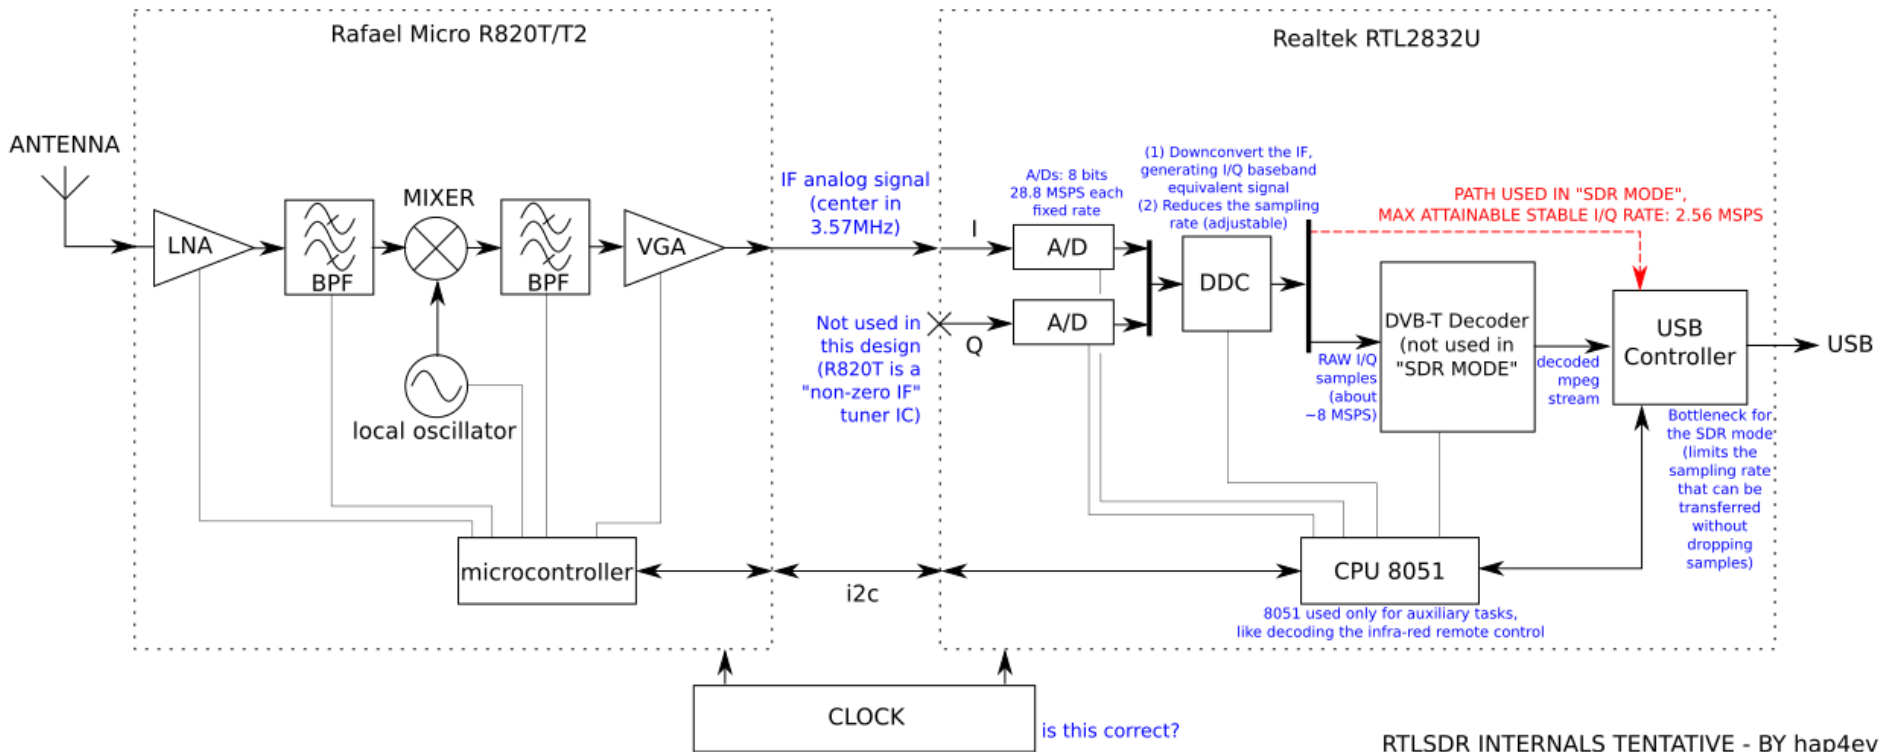 Rafael Micro R820T/T2
Realtek RTL2832U
ANTENNA
LNA
BPF
MIXER
BPF
VGA
local oscillator
microcontroller
IF analog signal
(center in
3.57MHz)
Not used in
this design
(R820T is a
"non-zero IF"
tuner IC)
i2c
I
Q
A/Ds: 8 bits
28.8 MSPS each
fixed rate
A/D
A/D
(1) Downconvert the IF,
generating I/Q baseband
equivalent signal
(2) Reduces the sampling
rate (adjustable)
DDC
PATH USED IN "SDR MODE",
MAX ATTAINABLE STABLE I/Q RATE: 2.56 MSPS
RAW I/Q
samples
(about
~8 MSPS)
DVB-T Decoder
(not used in
"SDR MODE"
decoded
mpeg
stream
USB
Controller
USB
Bottleneck for
the SDR mode
(limits the
sampling rate
that can be
transferred
without
dropping
samples)
CPU 8051
8051 used only for auxiliary tasks,
like decoding the infra-red remote control
CLOCK
is this correct?
RTLSDR INTERNALS TENTATIVE - BY hap4ev